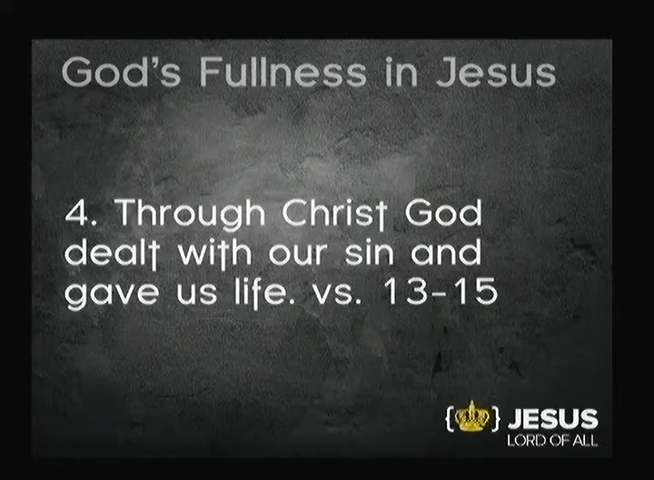 God's Fullness in Jesus
4. Through Christ God
dealt with our sin and
gave us life. vs. 13-15
{ } JESUS
LORD OF ALL